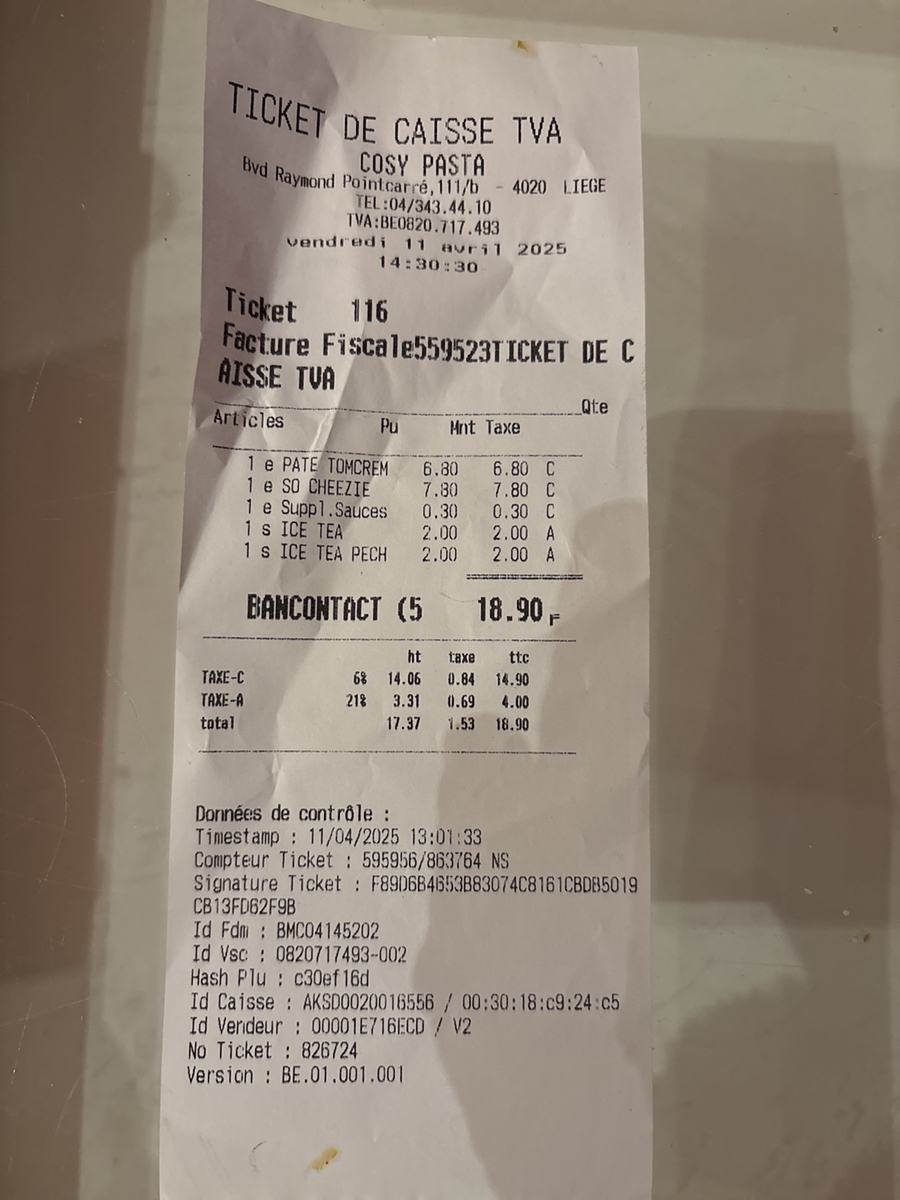 TICKET DE CAISSE TVA
COSY PASTA
Bvd Raymond Pointcarré,111/b - 4020 LIEGE
TEL:04/343.44.10
TVA:BE0820.717.493
vendredi 11 avril 2025
14:30:30
Ticket 116
Facture Fiscale559523TICKET DE C
AISSE TVA
Qte
Articles Pu Mnt Taxe
1 e PATE TOMCREM 6.80 6.80 C
1 e SO CHEEZIE 7.80 7.80 C
1 e Suppl.Sauces 0.30 0.30 C
1 s ICE TEA 2.00 2.00 A
1 s ICE TEA PECH 2.00 2.00 A
BANCONTACT (5 18.90 F
ht taxe ttc
TAXE-C 6% 14.06 0.84 14.90
TAXE-A 21% 3.31 0.69 4.00
total 17.37 1.53 18.90
Données de contrôle :
Timestamp : 11/04/2025 13:01:33
Compteur Ticket : 595956/863764 NS
Signature Ticket : F89D6B4653B83074C8161CBDB5019
CB13FD62F9B
Id Fdm : BMC04145202
Id Vsc : 0820717493-002
Hash Plu : c30ef16d
Id Caisse : AKSD0020016556 / 00:30:18:c9:24:c5
Id Vendeur : 00001E716ECD / V2
No Ticket : 826724
Version : BE.01.001.001